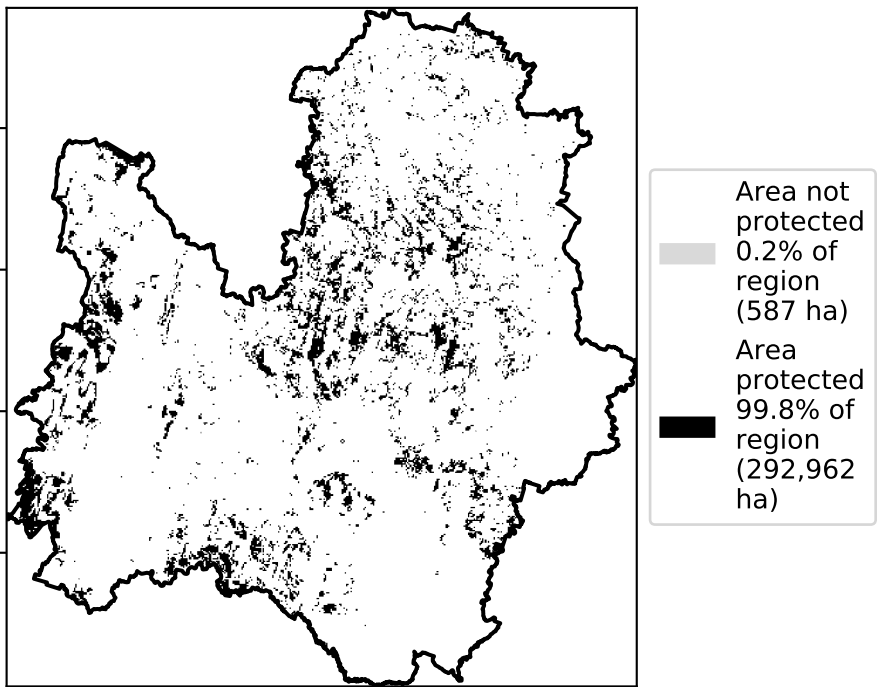 Area not
protected
0.2% of
region
(587 ha)
Area
protected
99.8% of
region
(292,962
ha)